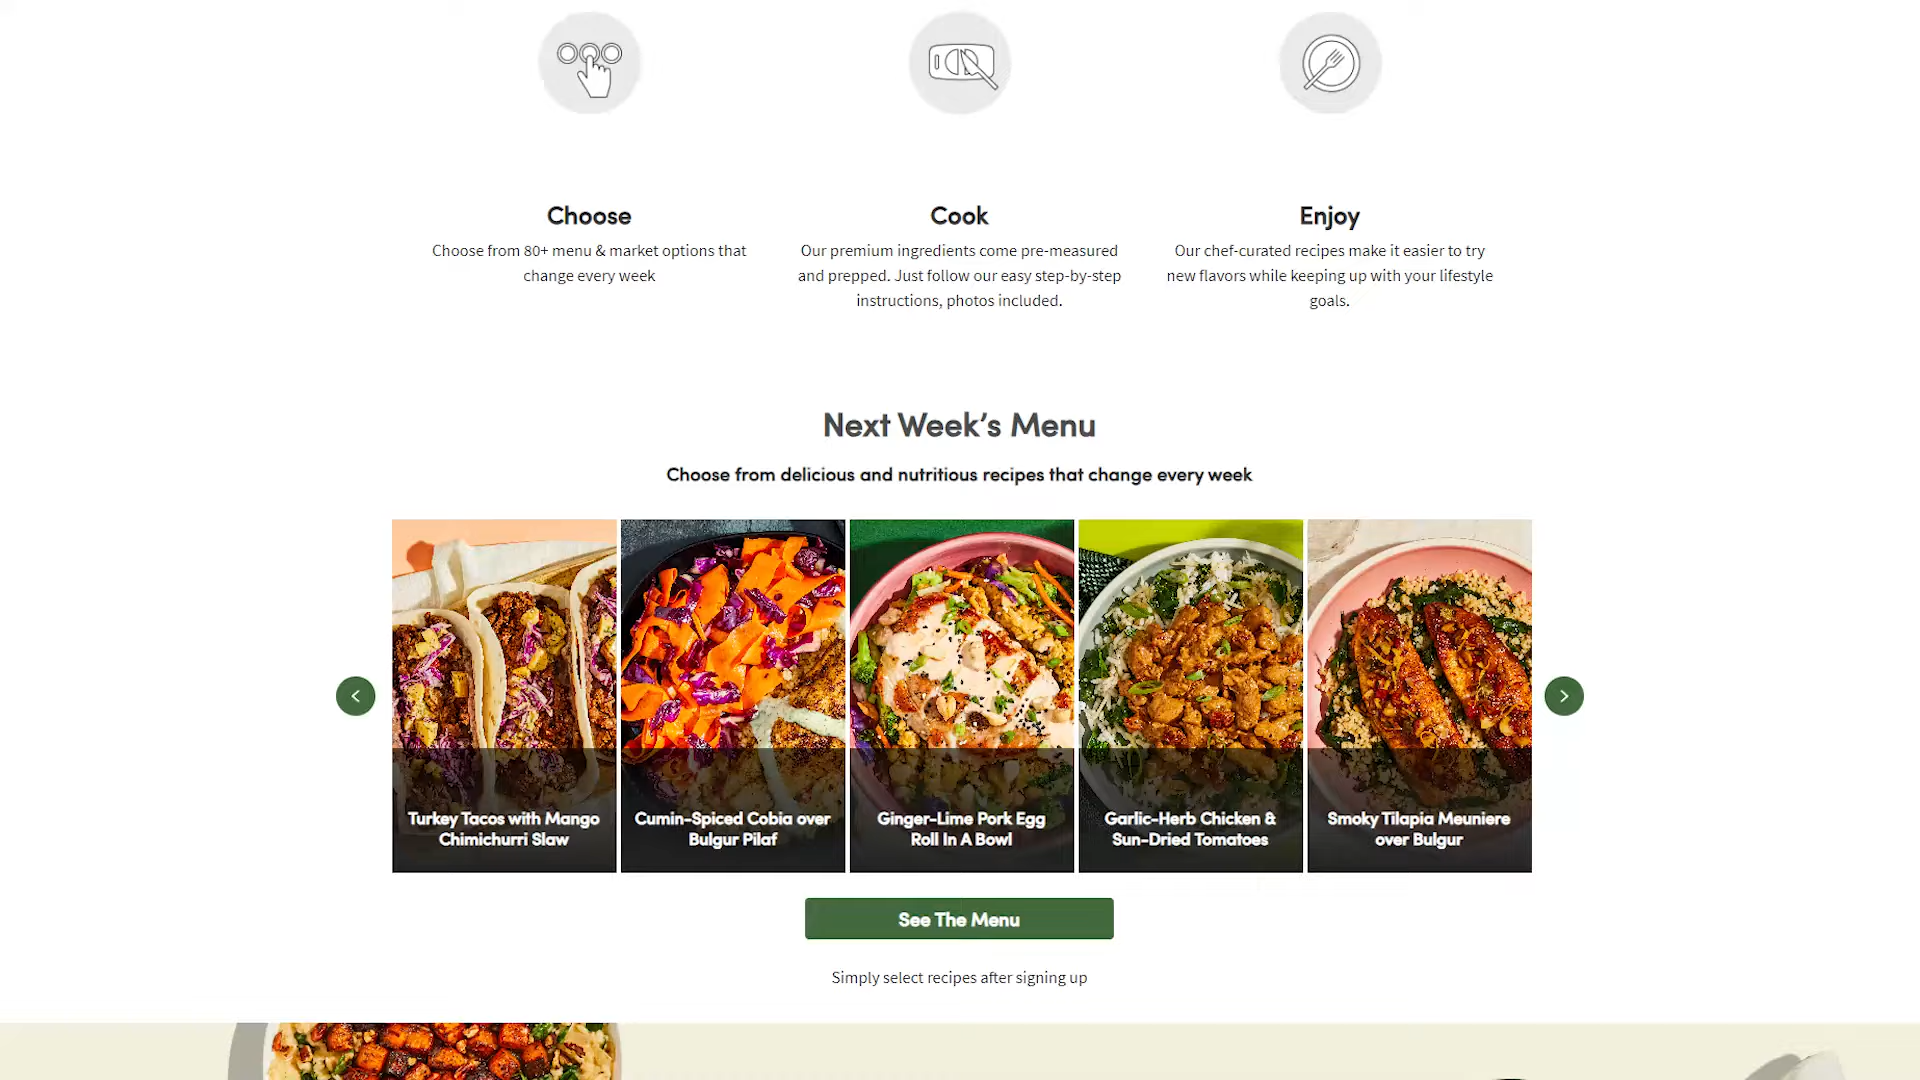 Choose
Choose from 80+ menu & market options that
change every week
Cook
Our premium ingredients come pre-measured
and prepped. Just follow our easy step-by-step
instructions, photos included.
Enjoy
Our chef-curated recipes make it easier to try
new flavors while keeping up with your lifestyle
goals.
Next Week's Menu
Choose from delicious and nutritious recipes that change every week
Turkey Tacos with Mango
Chimichurri Slaw
Cumin-Spiced Cobia over
Bulgur Pilaf
Ginger-Lime Pork Egg
Roll In A Bowl
Garlic-Herb Chicken &
Sun-Dried Tomatoes
Smoky Tilapia Meuniere
over Bulgur
See The Menu
Simply select recipes after signing up